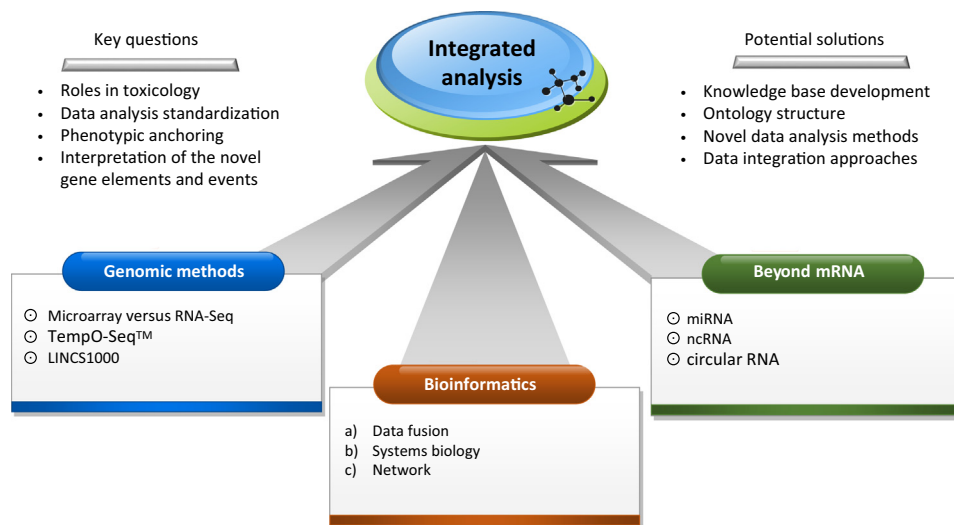 Key questions
• Roles in toxicology
• Data analysis standardization
• Phenotypic anchoring
• Interpretation of the novel
gene elements and events
Integrated
analysis
Potential solutions
• Knowledge base development
• Ontology structure
• Novel data analysis methods
• Data integration approaches
Genomic methods
⊙ Microarray versus RNA-Seq
⊙ TempO-Seq™
⊙ LINCS1000
Bioinformatics
a) Data fusion
b) Systems biology
c) Network
Beyond mRNA
⊙ miRNA
⊙ ncRNA
⊙ circular RNA